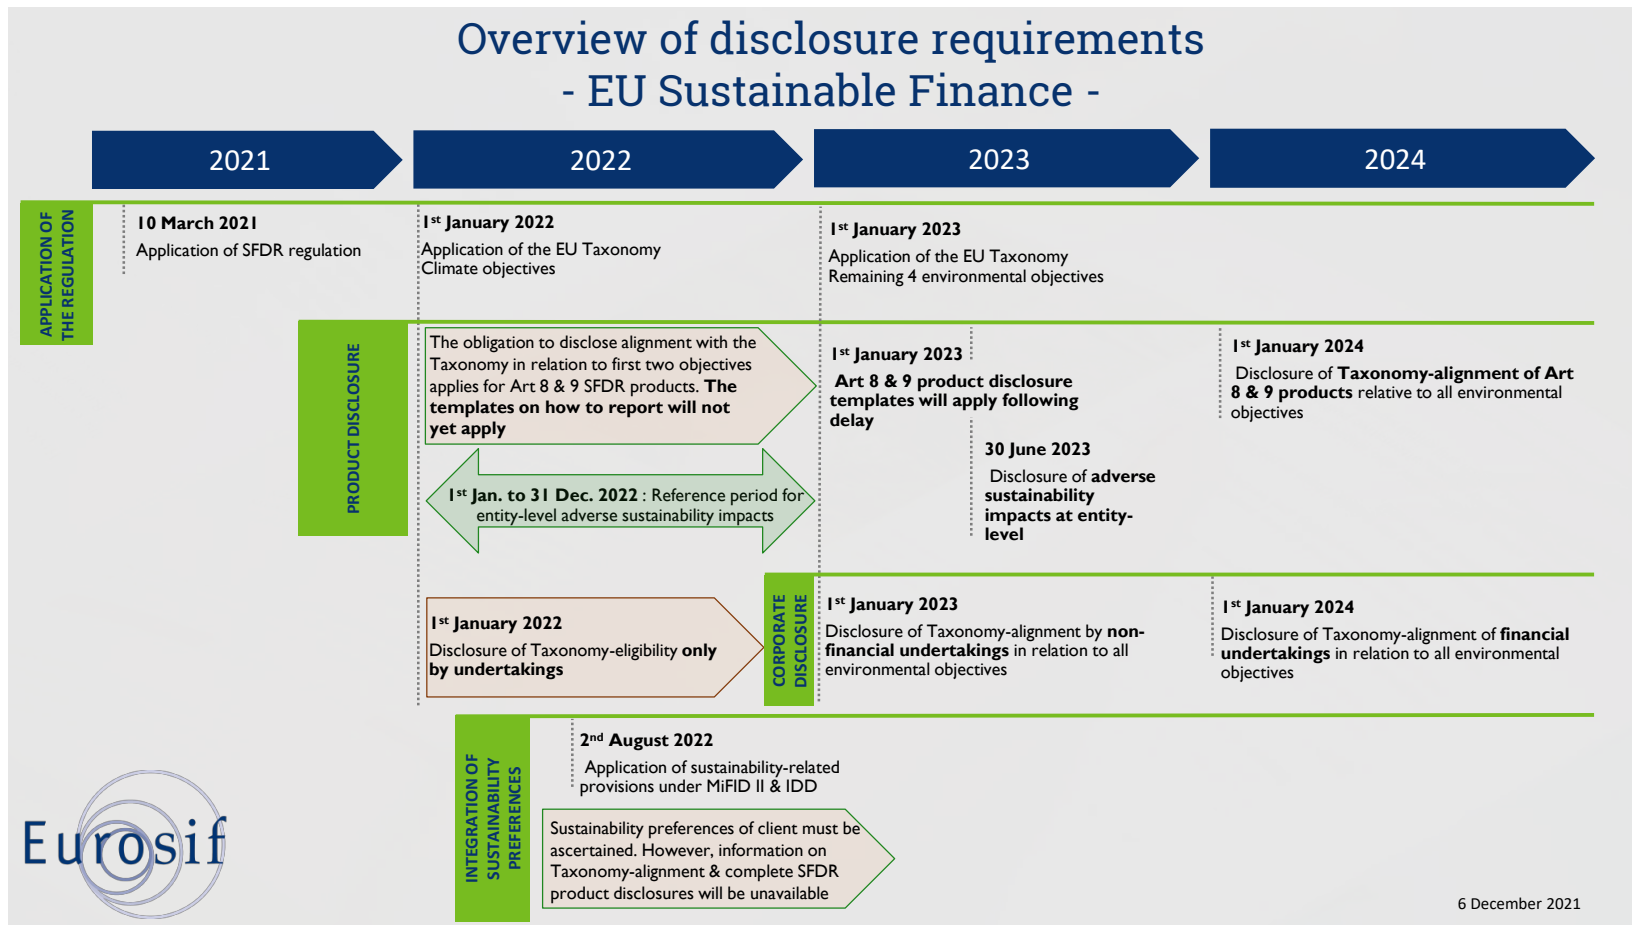 Overview of disclosure requirements
- EU Sustainable Finance -
2021
2022
2023
2024
APPLICATION OF
THE REGULATION
10 March 2021
Application of SFDR regulation
1st January 2022
Application of the EU Taxonomy
Climate objectives
1st January 2023
Application of the EU Taxonomy
Remaining 4 environmental objectives
PRODUCT DISCLOSURE
The obligation to disclose alignment with the
Taxonomy in relation to first two objectives
applies for Art 8 & 9 SFDR products. The
templates on how to report will not
yet apply
1st Jan. to 31 Dec. 2022 : Reference period for
entity-level adverse sustainability impacts
1st January 2023
Art 8 & 9 product disclosure
templates will apply following
delay
30 June 2023
Disclosure of adverse
sustainability
impacts at entity-
level
1st January 2024
Disclosure of Taxonomy-alignment of Art
8 & 9 products relative to all environmental
objectives
1st January 2022
Disclosure of Taxonomy-eligibility only
by undertakings
CORPORATE
DISCLOSURE
1st January 2023
Disclosure of Taxonomy-alignment by non-
financial undertakings in relation to all
environmental objectives
1st January 2024
Disclosure of Taxonomy-alignment of financial
undertakings in relation to all environmental
objectives
INTEGRATION OF
SUSTAINABILITY
PREFERENCES
2nd August 2022
Application of sustainability-related
provisions under MiFID II & IDD
Sustainability preferences of client must be
ascertained. However, information on
Taxonomy-alignment & complete SFDR
product disclosures will be unavailable
Eurosif
6 December 2021